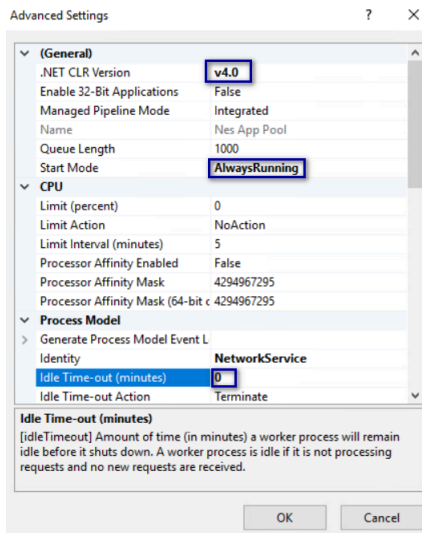 Advanced Settings ? ×
(General)
.NET CLR Version v4.0
Enable 32-Bit Applications False
Managed Pipeline Mode Integrated
Name Nes App Pool
Queue Length 1000
Start Mode AlwaysRunning
CPU
Limit (percent) 0
Limit Action NoAction
Limit Interval (minutes) 5
Processor Affinity Enabled False
Processor Affinity Mask 4294967295
Processor Affinity Mask (64-bit o 4294967295
Process Model
Generate Process Model Event L
Identity NetworkService
Idle Time-out (minutes) 0
Idle Time-out Action Terminate
Idle Time-out (minutes)
[idleTimeout] Amount of time (in minutes) a worker process will remain
idle before it shuts down. A worker process is idle if it is not processing
requests and no new requests are received.
OK Cancel